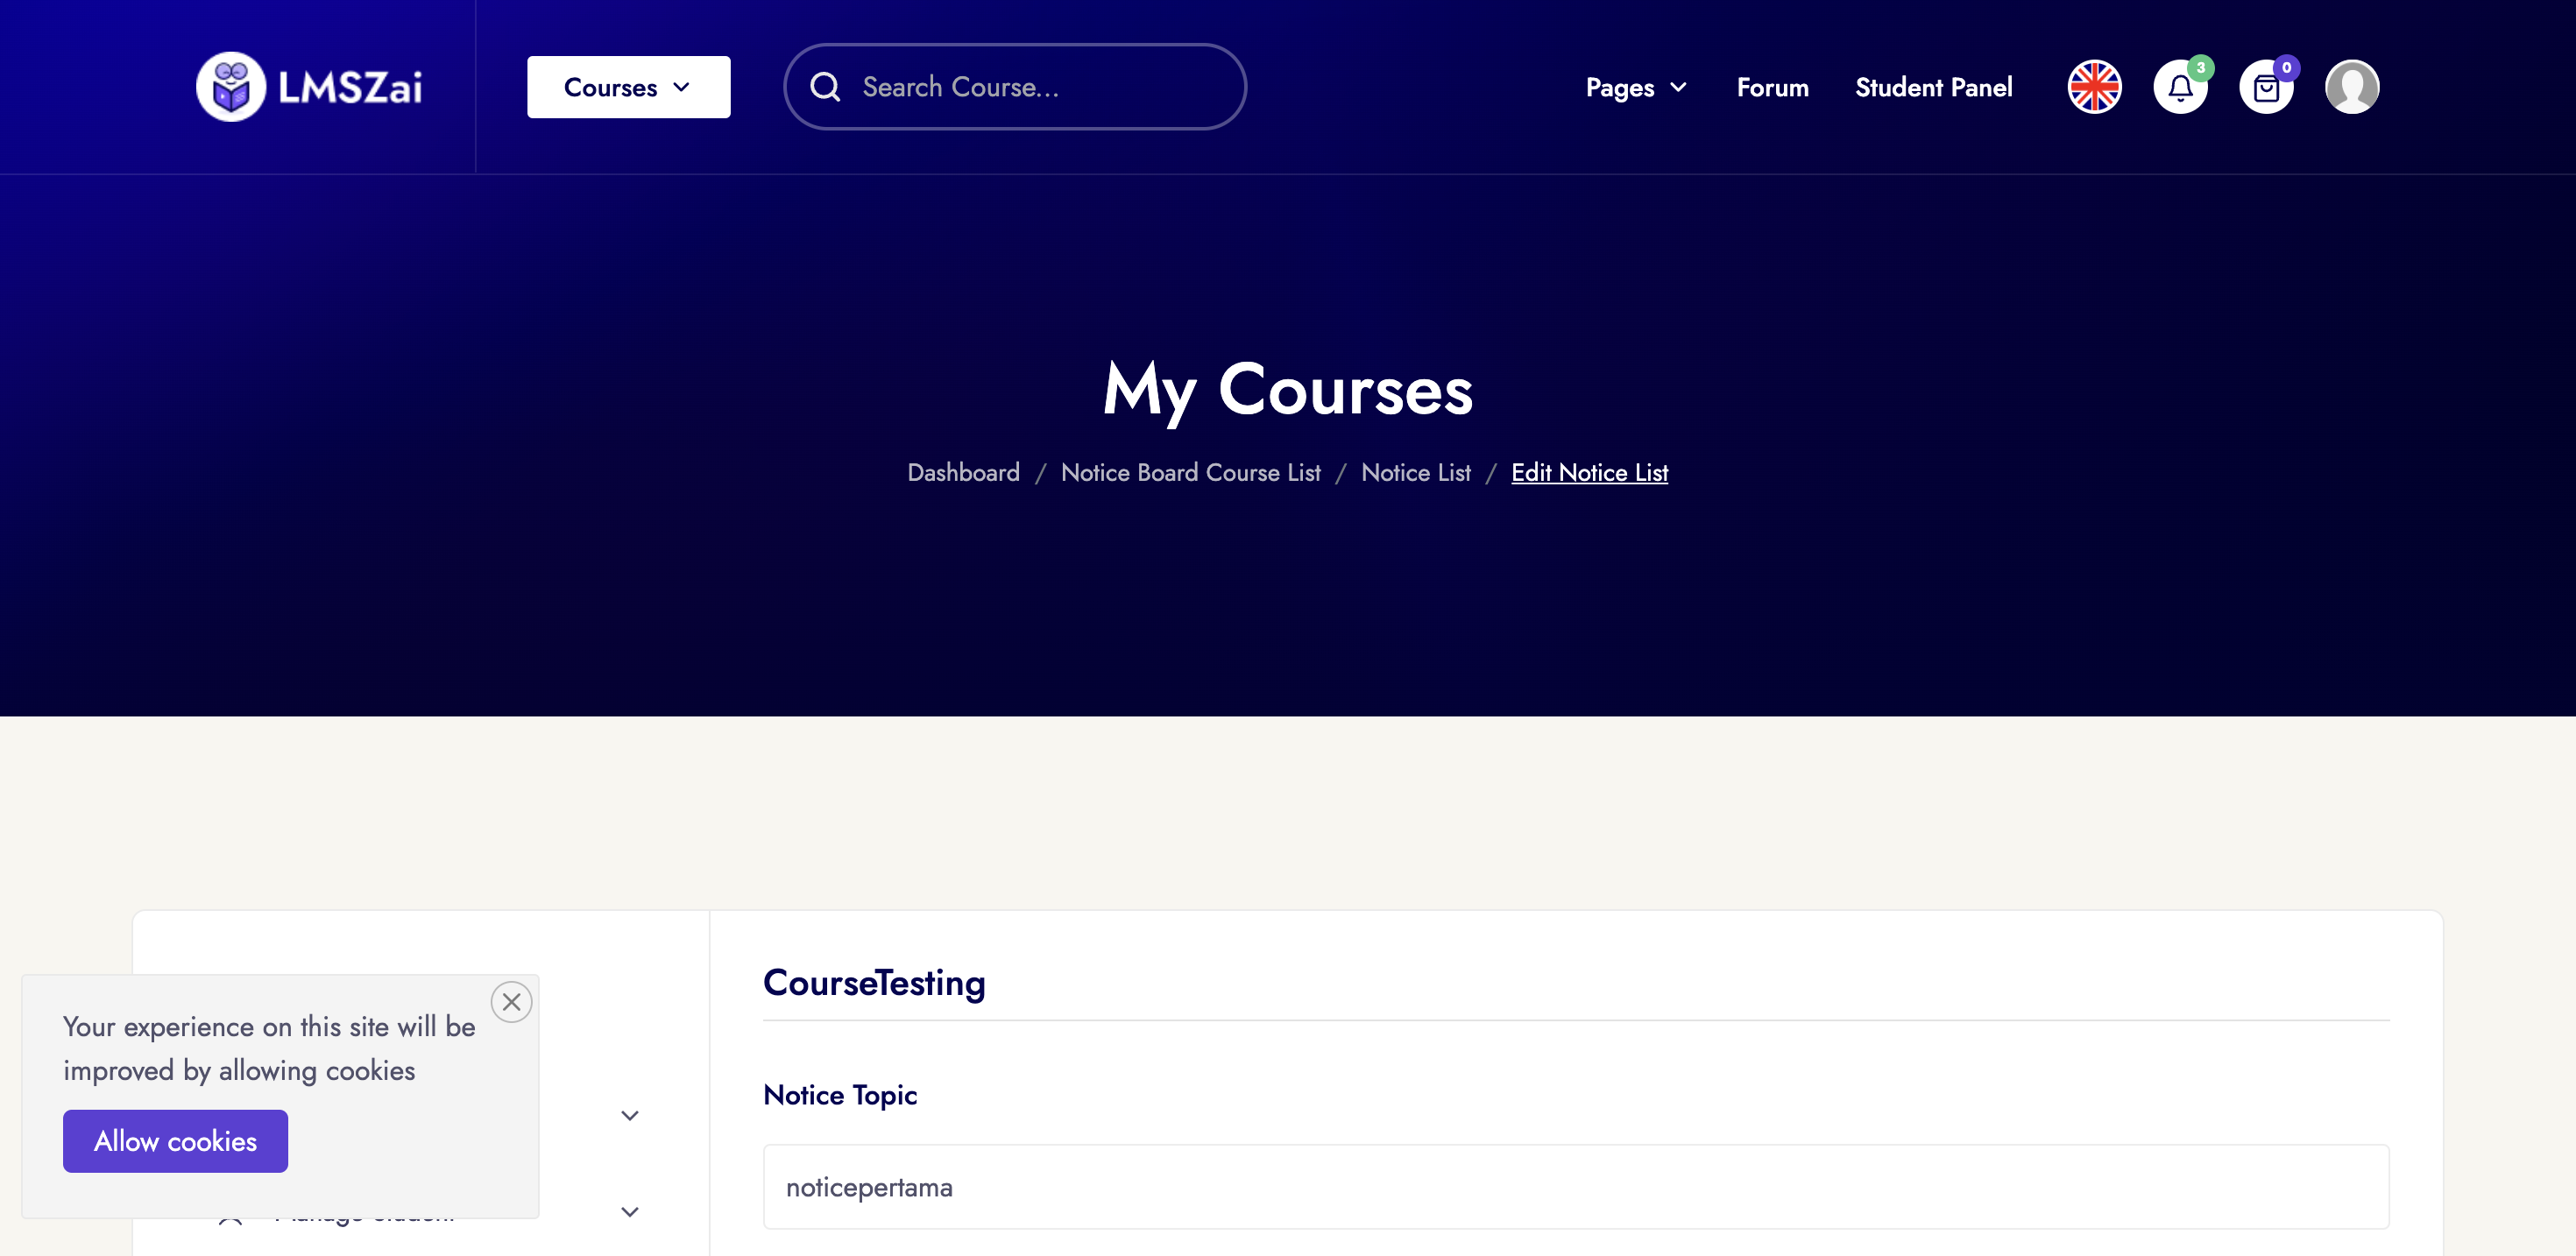 LMSZai
Courses
Search Course...
Pages
Forum
Student Panel
3
0
My Courses
Dashboard / Notice Board Course List / Notice List / Edit Notice List
CourseTesting
Your experience on this site will be
improved by allowing cookies
Allow cookies
Manage Student
Notice Topic
noticepertama